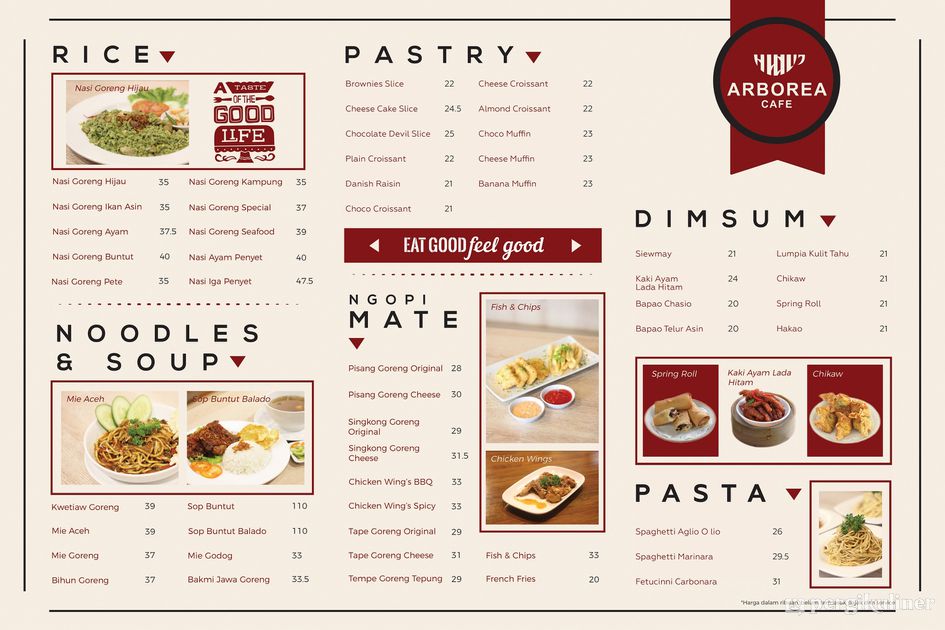 RICE
Nasi Goreng Hijau
A TASTE
OF THE
GOOD
LIFE
Nasi Goreng Hijau 35
Nasi Goreng Ikan Asin 35
Nasi Goreng Ayam 37.5
Nasi Goreng Buntut 40
Nasi Goreng Pete 35
Nasi Goreng Kampung 35
Nasi Goreng Special 37
Nasi Goreng Seafood 39
Nasi Ayam Penyet 40
Nasi Iga Penyet 47.5
NOODLES
& SOUP
Mie Aceh
Sop Buntut Balado
Kwetiaw Goreng 39
Mie Aceh 39
Mie Goreng 37
Bihun Goreng 37
Sop Buntut 110
Sop Buntut Balado 110
Mie Godog 33
Bakmi Jawa Goreng 33.5
PASTRY
Brownies Slice 22
Cheese Cake Slice 24.5
Chocolate Devil Slice 25
Plain Croissant 22
Danish Raisin 21
Choco Croissant 21
Cheese Croissant 22
Almond Croissant 22
Choco Muffin 23
Cheese Muffin 23
Banana Muffin 23
EAT GOOD feel good
NGOPI
MATE
Pisang Goreng Original 28
Pisang Goreng Cheese 30
Singkong Goreng
Original 29
Singkong Goreng
Cheese 31.5
Chicken Wing's BBQ 33
Chicken Wing's Spicy 33
Tape Goreng Original 29
Tape Goreng Cheese 31
Tempe Goreng Tepung 29
Fish & Chips
Chicken Wings
Fish & Chips 33
French Fries 20
ARBOREA
CAFE
DIMSUM
Siewmay 21
Kaki Ayam
Lada Hitam 24
Bapao Chasio 20
Bapao Telur Asin 20
Lumpia Kulit Tahu 21
Chikaw 21
Spring Roll 21
Hakao 21
Spring Roll
Kaki Ayam Lada
Hitam
Chikaw
PASTA
Spaghetti Aglio O lio 26
Spaghetti Marinara 29.5
Fetucinni Carbonara 31
*Harga dalam
pergikuliner